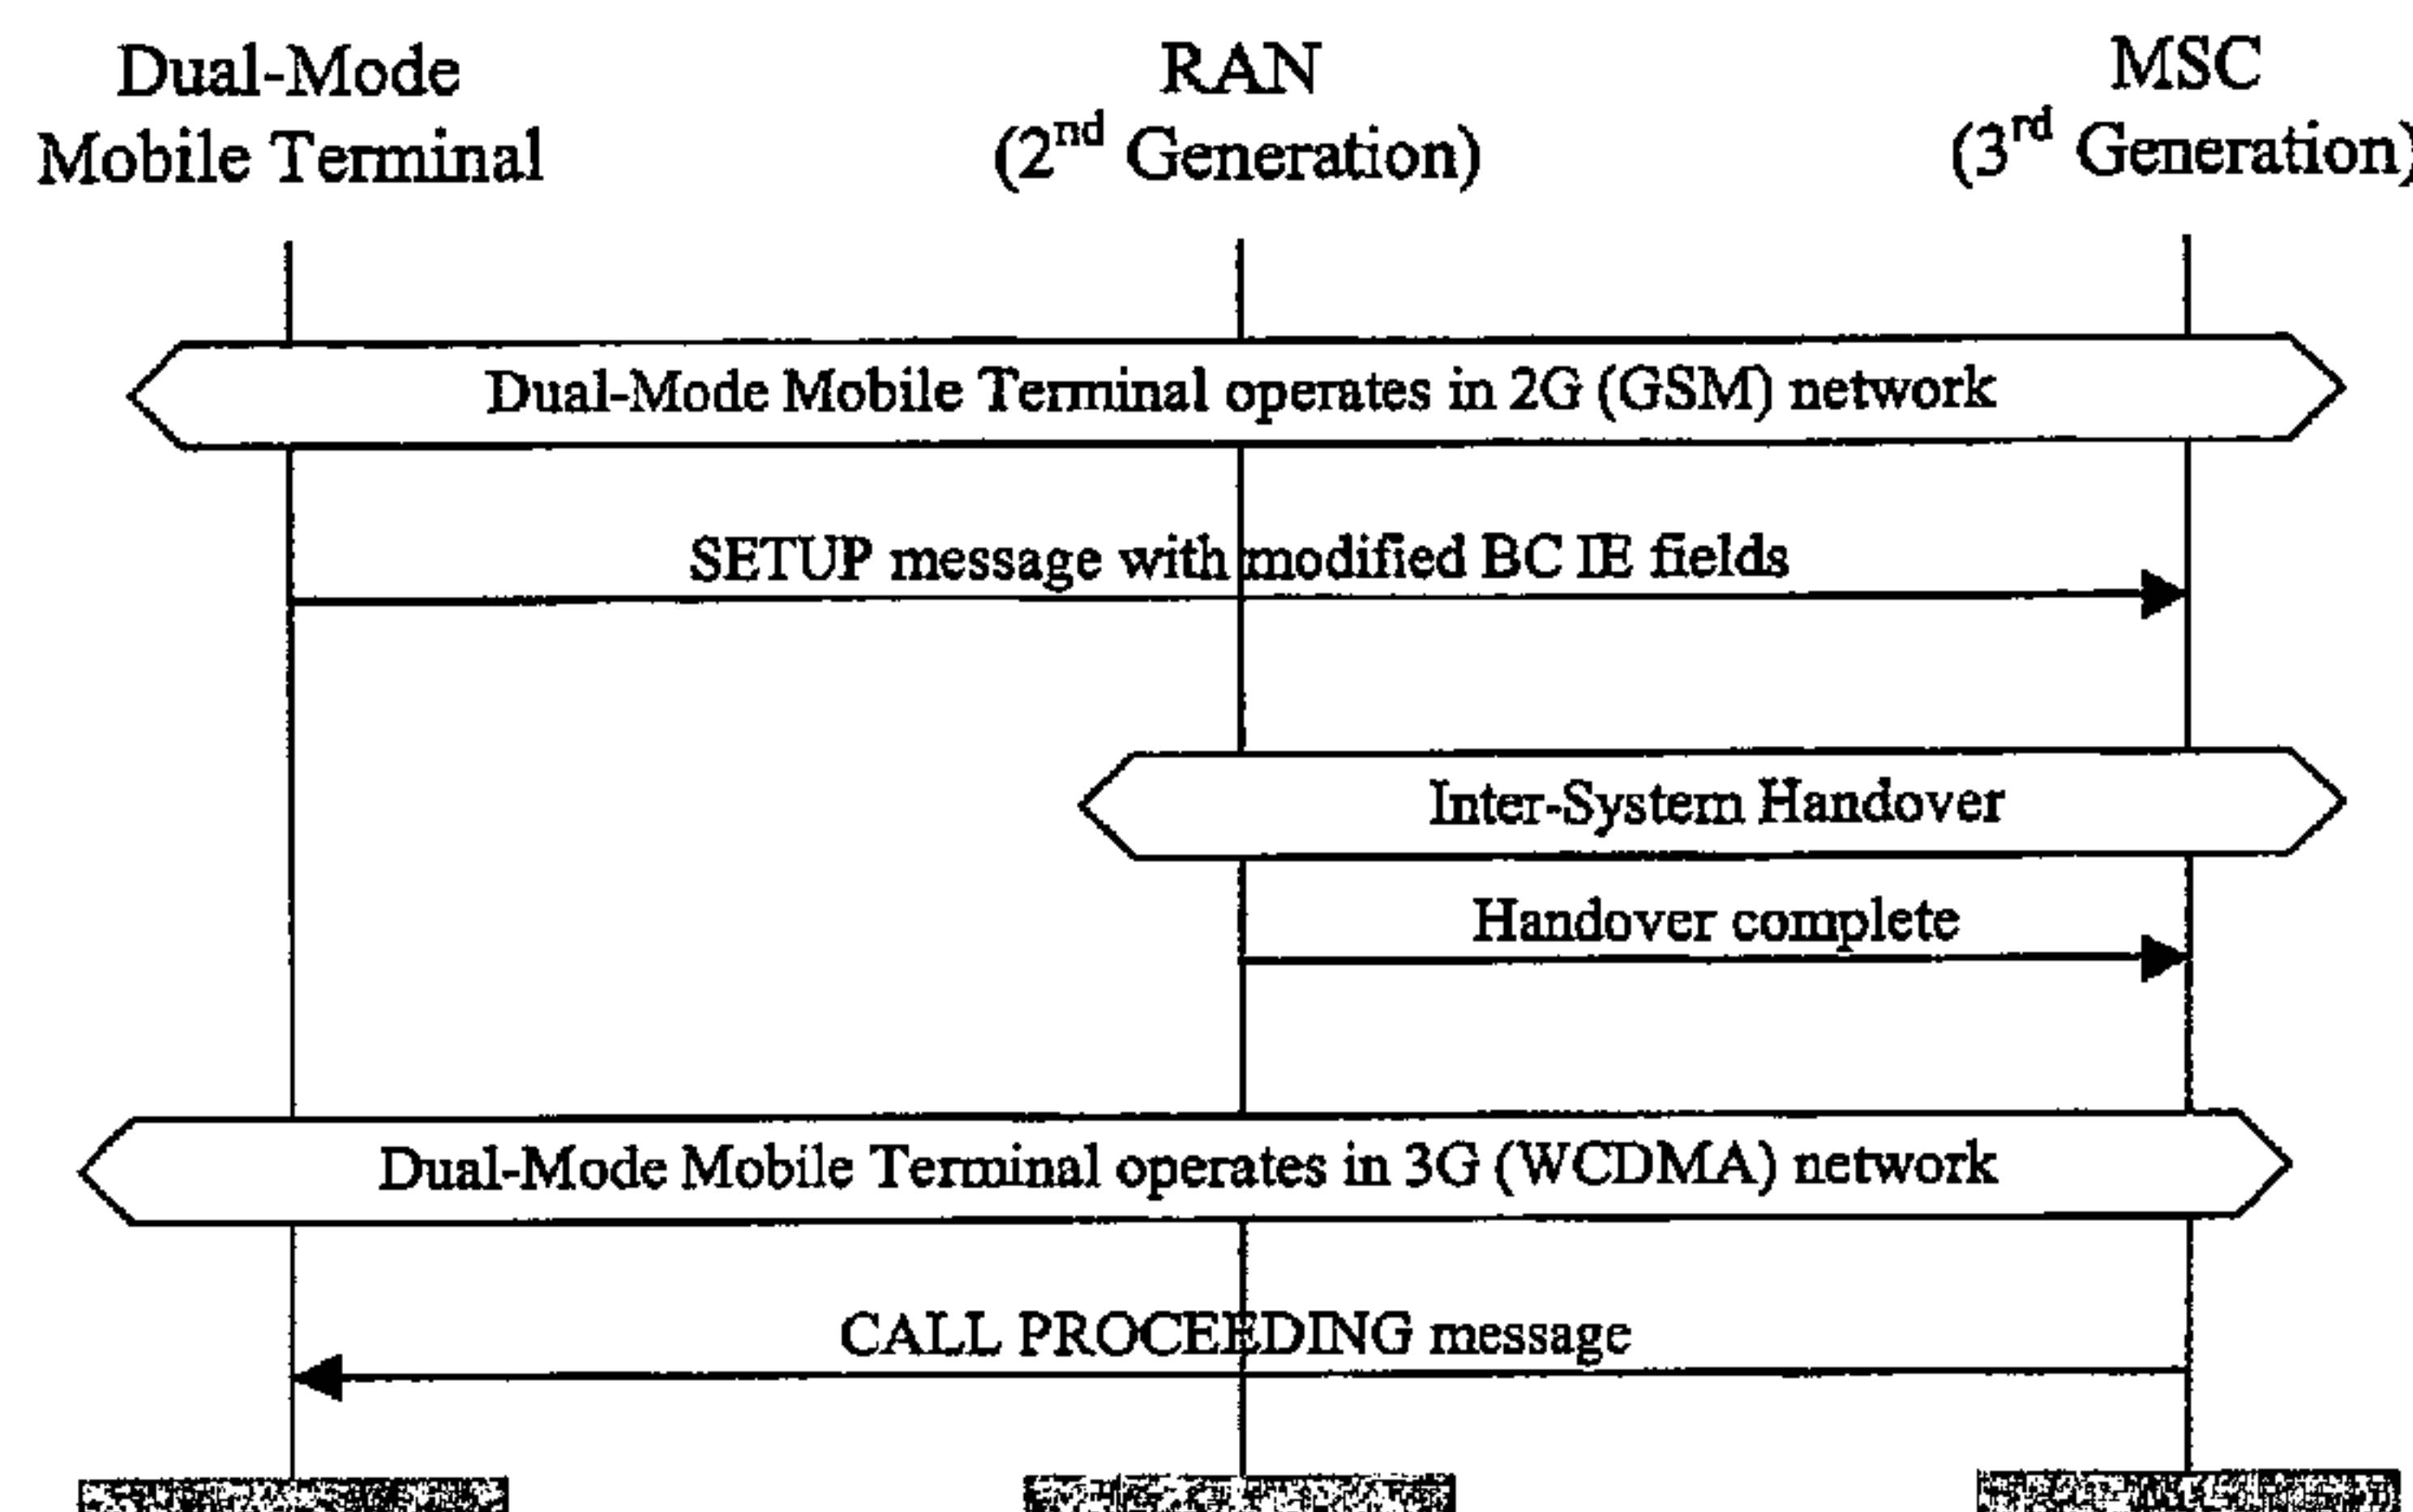 Dual-Mode
Mobile Terminal
RAN
(2nd Generation)
MSC
(3rd Generation)
Dual-Mode Mobile Terminal operates in 2G (GSM) network
SETUP message with modified BC IE fields
Inter-System Handover
Handover complete
Dual-Mode Mobile Terminal operates in 3G (WCDMA) network
CALL PROCEEDING message